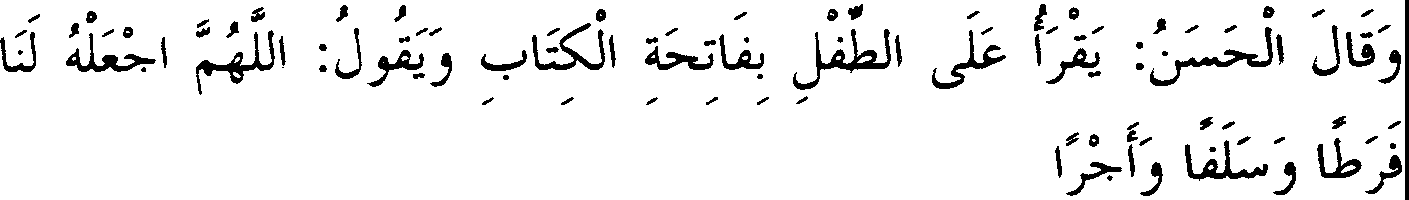 وَقَالَ الْحَسَنُ: يَقْرَأُ عَلَى الطِّفْلِ بِفَاتِحَةِ الْكِتَابِ وَيَقُولُ: اللَّهُمَّ اجْعَلْهُ لَنَا
فَرَطًا وَسَلَفًا وَأَجْرًا